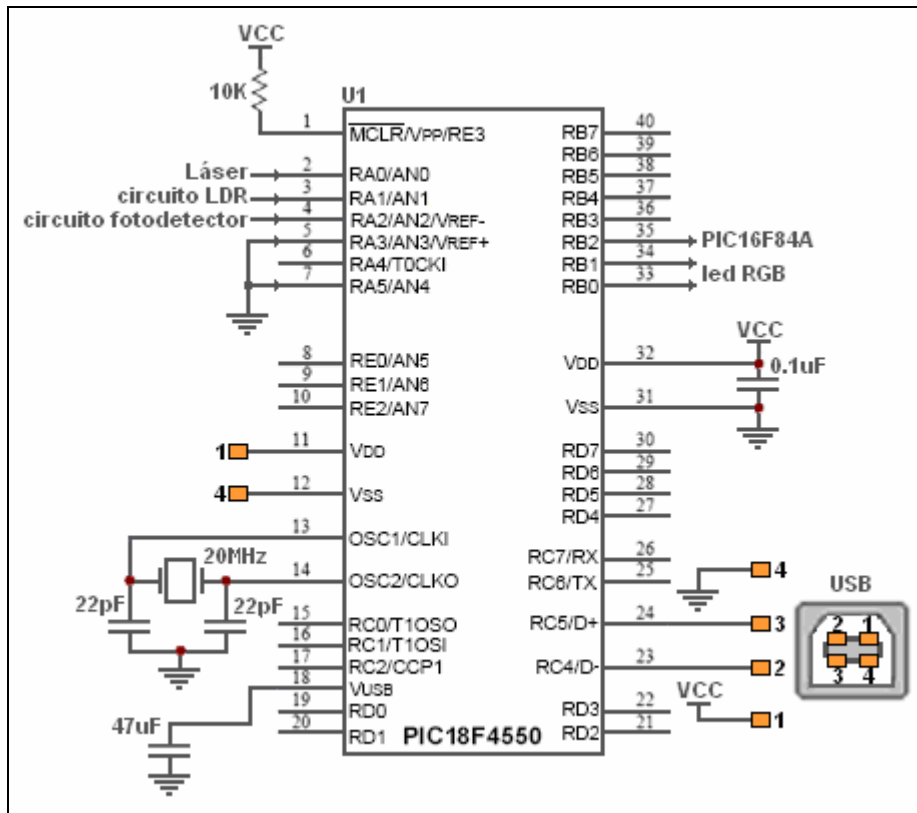 VCC
10K
U1
1 MCLR/VPP/RE3
Láser 2 RA0/AN0
circuito LDR 3 RA1/AN1
circuito fotodetector 4 RA2/AN2/VREF-
5 RA3/AN3/VREF+
6 RA4/T0CKI
7 RA5/AN4
8 RE0/AN5
9 RE1/AN6
10 RE2/AN7
1 11 VDD
4 12 VSS
13 OSC1/CLKI
20MHz
14 OSC2/CLKO
22pF 22pF
15 RC0/T1OSO
16 RC1/T1OSI
17 RC2/CCP1
18 VUSB
19 RD0
20 RD1
47uF
PIC18F4550
RB7 40
RB6 39
RB5 38
RB4 37
RB3 36
RB2 35 PIC16F84A
RB1 34
RB0 33 led RGB
VCC
VDD 32
0.1uF
VSS 31
RD7 30
RD6 29
RD5 28
RD4 27
RC7/RX 26
RC6/TX 25
4
USB
RC5/D+ 24 3
RC4/D- 23 2
2 1
3 4
VCC
RD3 22
RD2 21
1